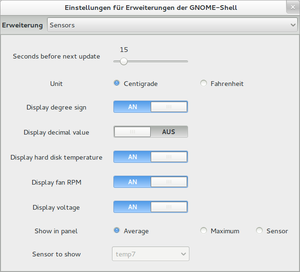 Einstellungen für Erweiterungen der GNOME-Shell
Erweiterung Sensors
Seconds before next update 15
Unit Centigrade Fahrenheit
Display degree sign AN
Display decimal value AUS
Display hard disk temperature AN
Display fan RPM AN
Display voltage AN
Show in panel Average Maximum Sensor
Sensor to show temp7